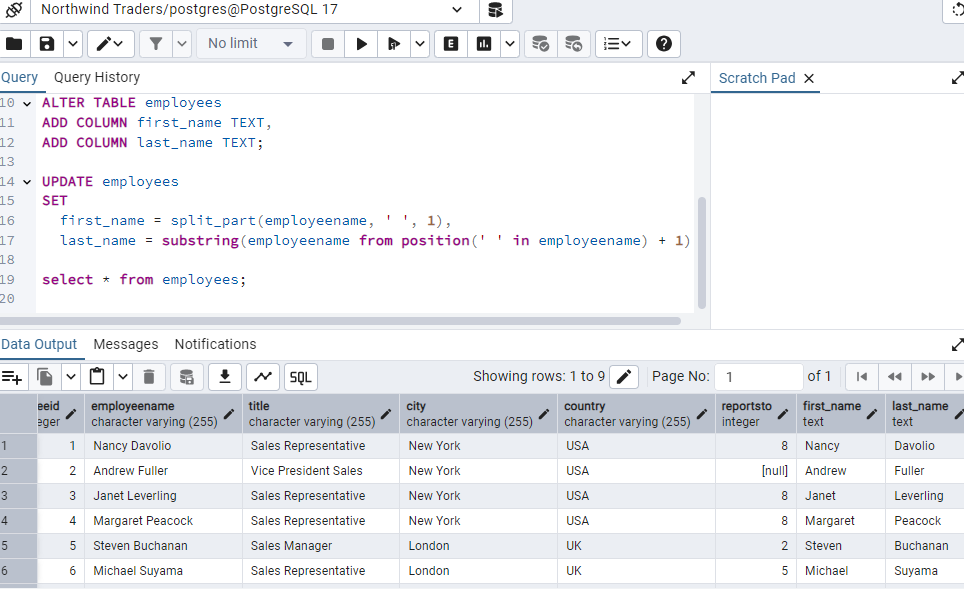 Northwind Traders/postgres@PostgreSQL 17
No limit
E
SQL
Query Query History
Scratch Pad
10 ALTER TABLE employees
11 ADD COLUMN first_name TEXT,
12 ADD COLUMN last_name TEXT;
13
14 UPDATE employees
15 SET
16 first_name = split_part(employeename, ' ', 1),
17 last_name = substring(employeename from position(' ' in employeename) + 1)
18
19 select * from employees;
20
Data Output Messages Notifications
SQL Showing rows: 1 to 9 Page No: 1 of 1
eeid employeename title city country reportsto first_name last_name
eger character varying (255) character varying (255) character varying (255) character varying (255) integer text text
1 1 Nancy Davolio Sales Representative New York USA 8 Nancy Davolio
2 2 Andrew Fuller Vice President Sales New York USA [null] Andrew Fuller
3 3 Janet Leverling Sales Representative New York USA 8 Janet Leverling
4 4 Margaret Peacock Sales Representative New York USA 8 Margaret Peacock
5 5 Steven Buchanan Sales Manager London UK 2 Steven Buchanan
6 6 Michael Suyama Sales Representative London UK 5 Michael Suyama